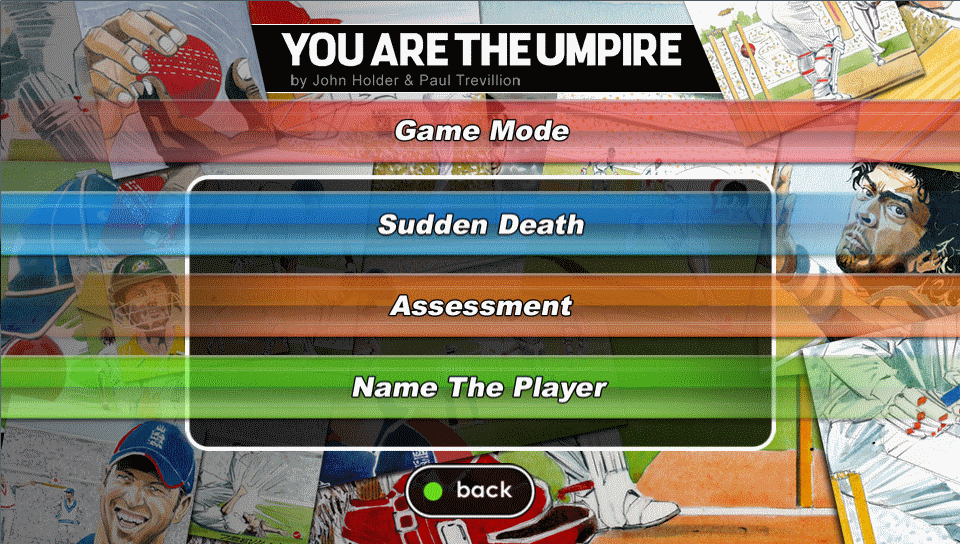 YOU ARE THE UMPIRE
by John Holder & Paul Trevillion
Game Mode
Sudden Death
Assessment
Name The Player
back